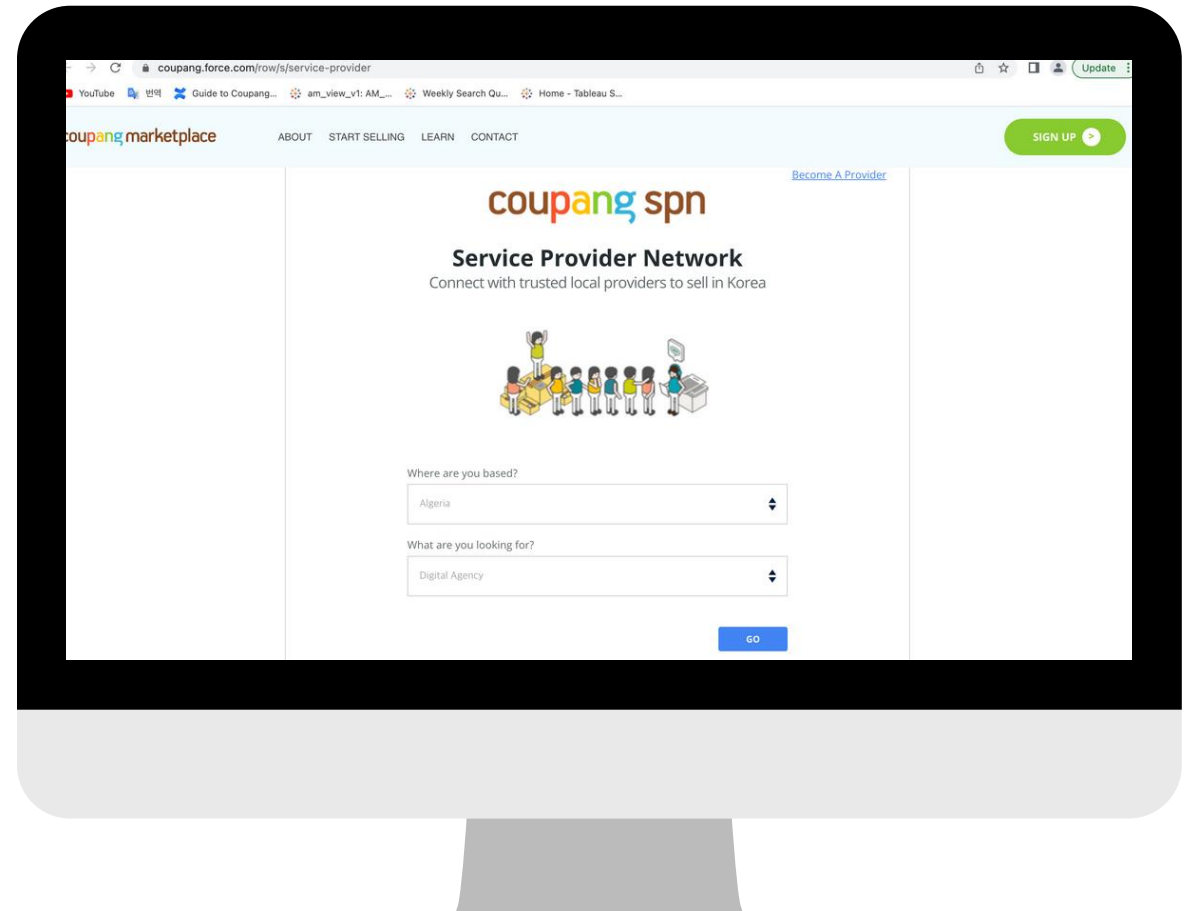 coupang.force.com/row/s/service-provider
Update
YouTube 번역 Guide to Coupang... am_view_v1: AM_... Weekly Search Qu... Home - Tableau S...
coupang marketplace ABOUT START SELLING LEARN CONTACT SIGN UP >
Become A Provider
coupang spn
Service Provider Network
Connect with trusted local providers to sell in Korea
Where are you based?
Algeria
What are you looking for?
Digital Agency
GO